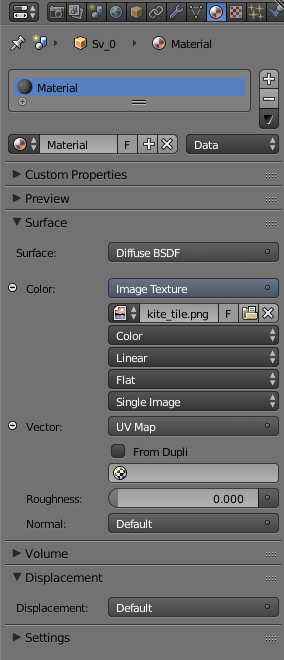 Sv_0 Material
Material
Material F Data
Custom Properties
Preview
Surface
Surface: Diffuse BSDF
Color: Image Texture
kite_tile.png F
Color
Linear
Flat
Single Image
Vector: UV Map
From Dupli
Roughness: 0.000
Normal: Default
Volume
Displacement
Displacement: Default
Settings